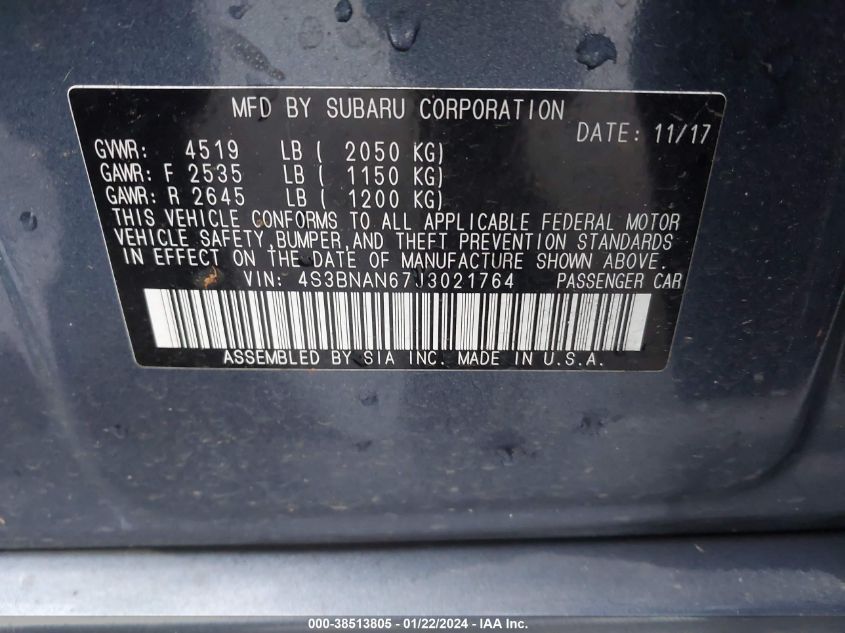 MFD BY SUBARU CORPORATION
DATE: 11/17
GVWR: 4519 LB ( 2050 KG)
GAWR: F 2535 LB ( 1150 KG)
GAWR: R 2645 LB ( 1200 KG)
THIS VEHICLE CONFORMS TO ALL APPLICABLE FEDERAL MOTOR
VEHICLE SAFETY,BUMPER,AND THEFT PREVENTION STANDARDS
IN EFFECT ON THE DATE OF MANUFACTURE SHOWN ABOVE.
VIN: 4S3BNAN67J3021764 PASSENGER CAR
ASSEMBLED BY SIA INC. MADE IN U.S.A.
000-38513805 - 01/22/2024 - IAA Inc.